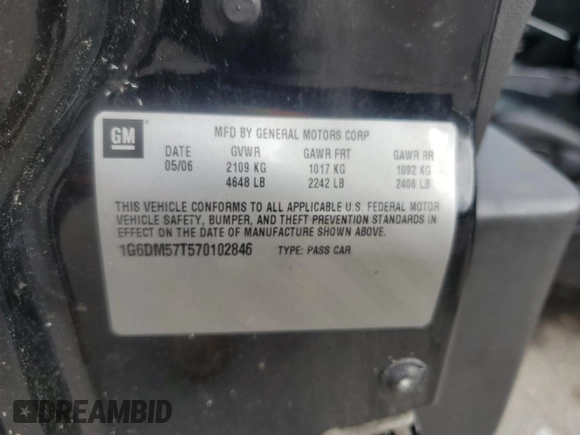 GM
MFD BY GENERAL MOTORS CORP
DATE GVWR GAWR FRT GAWR RR
05/06 2109 KG 1017 KG 1092 KG
4648 LB 2242 LB 2406 LB
THIS VEHICLE CONFORMS TO ALL APPLICABLE U.S. FEDERAL MOTOR
VEHICLE SAFETY, BUMPER, AND THEFT PREVENTION STANDARDS
IN EFFECT ON THE DATE OF MANUFACTURE SHOWN ABOVE.
1G6DM57T570102846 TYPE: PASS CAR
DREAMBID